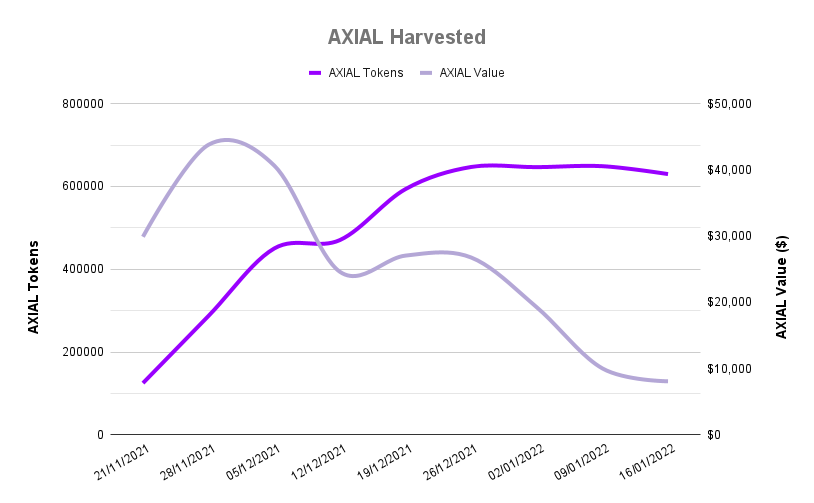 AXIAL Harvested
AXIAL Tokens AXIAL Value
800000
600000
400000
200000
0
AXIAL Tokens
$50,000
$40,000
$30,000
$20,000
$10,000
$0
AXIAL Value ($)
21/11/2021 28/11/2021 05/12/2021 12/12/2021 19/12/2021 26/12/2021 02/01/2022 09/01/2022 16/01/2022